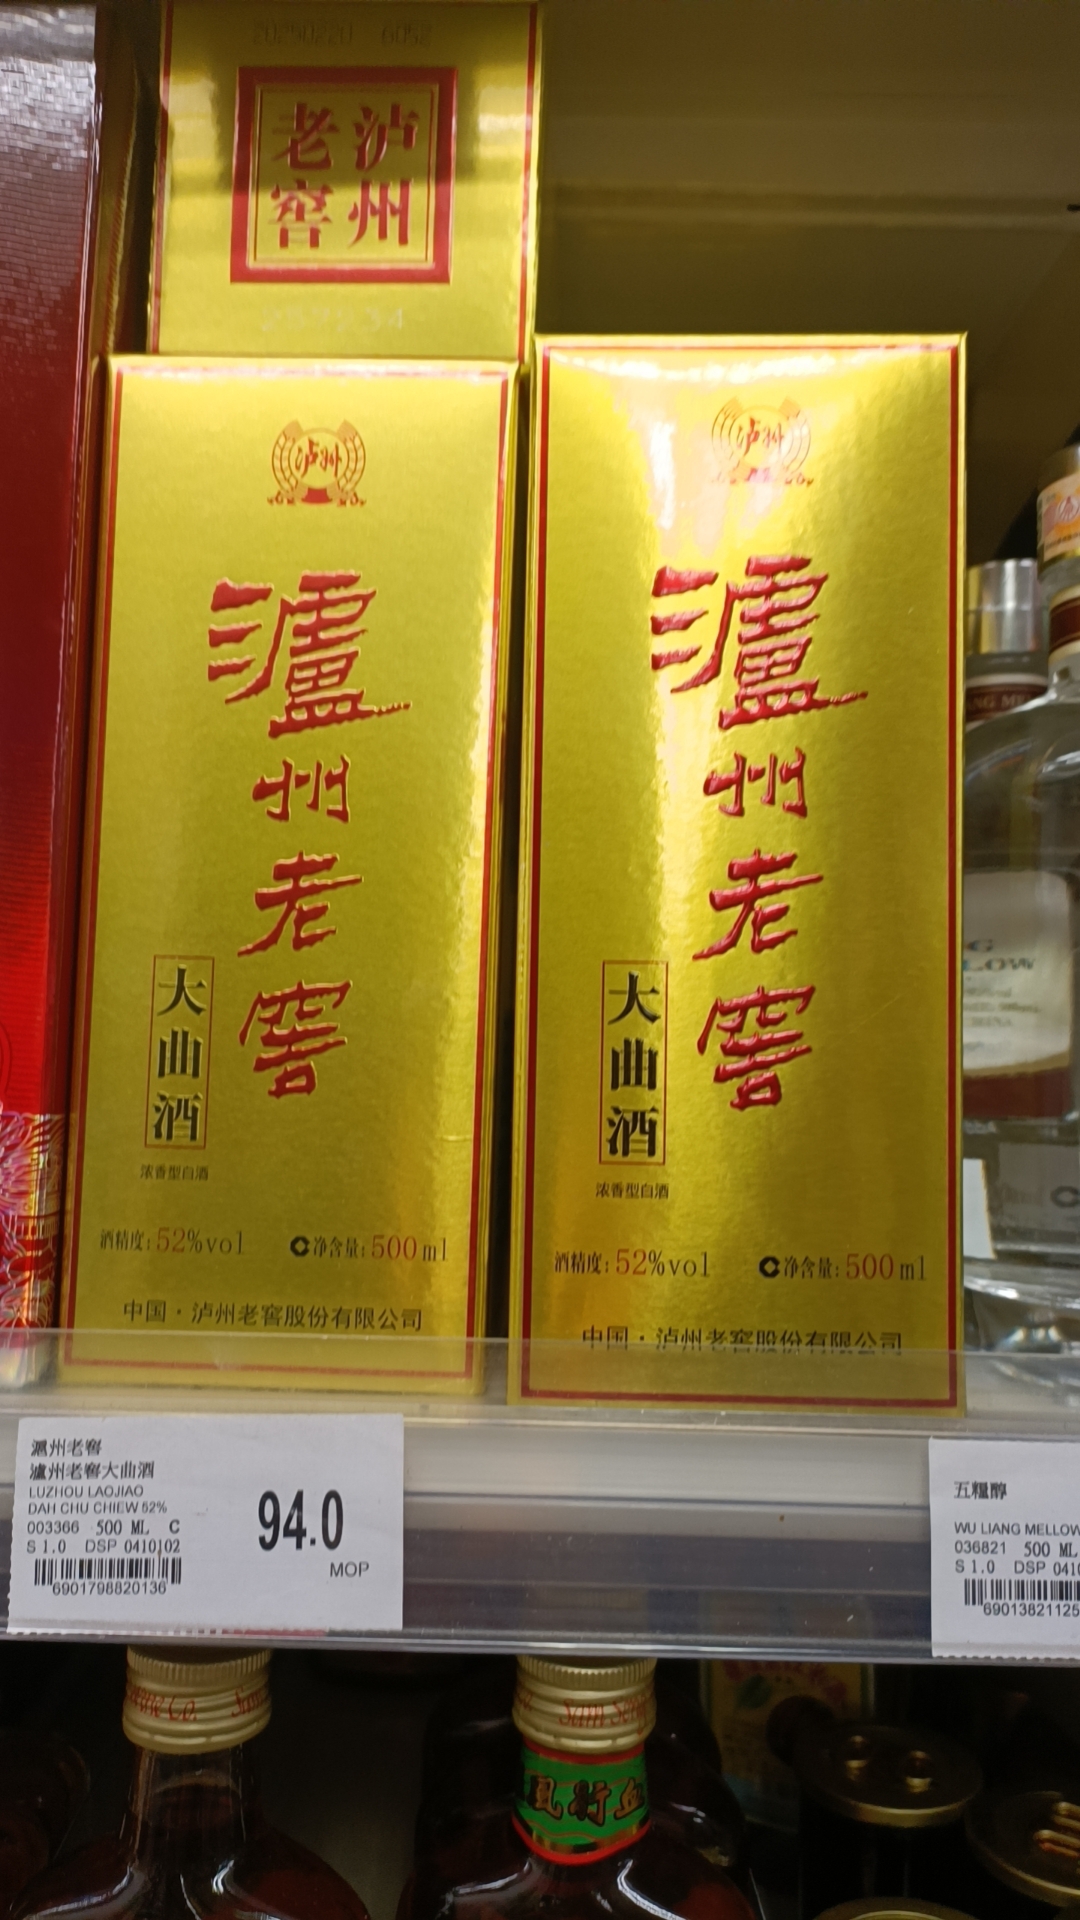 老泸
窖州
泸州
瀘州老窖
大曲酒
浓香型白酒
酒精度:52%vol 净含量:500ml
中国·泸州老窖股份有限公司
泸州
瀘州老窖
大曲酒
浓香型白酒
酒精度:52%vol 净含量:500ml
中国·泸州老窖股份有限公司
瀘州老窖
瀘州老窖大曲酒
LUZHOU LAOJIAO
DAH CHU CHIEW 52%
003366 500 ML C
S 1.0 DSP 0410102
6901798820136
94.0
MOP
五糧醇
WU LIANG MELLOW
036821 500 ML
S 1.0 DSP 0410
69013821125